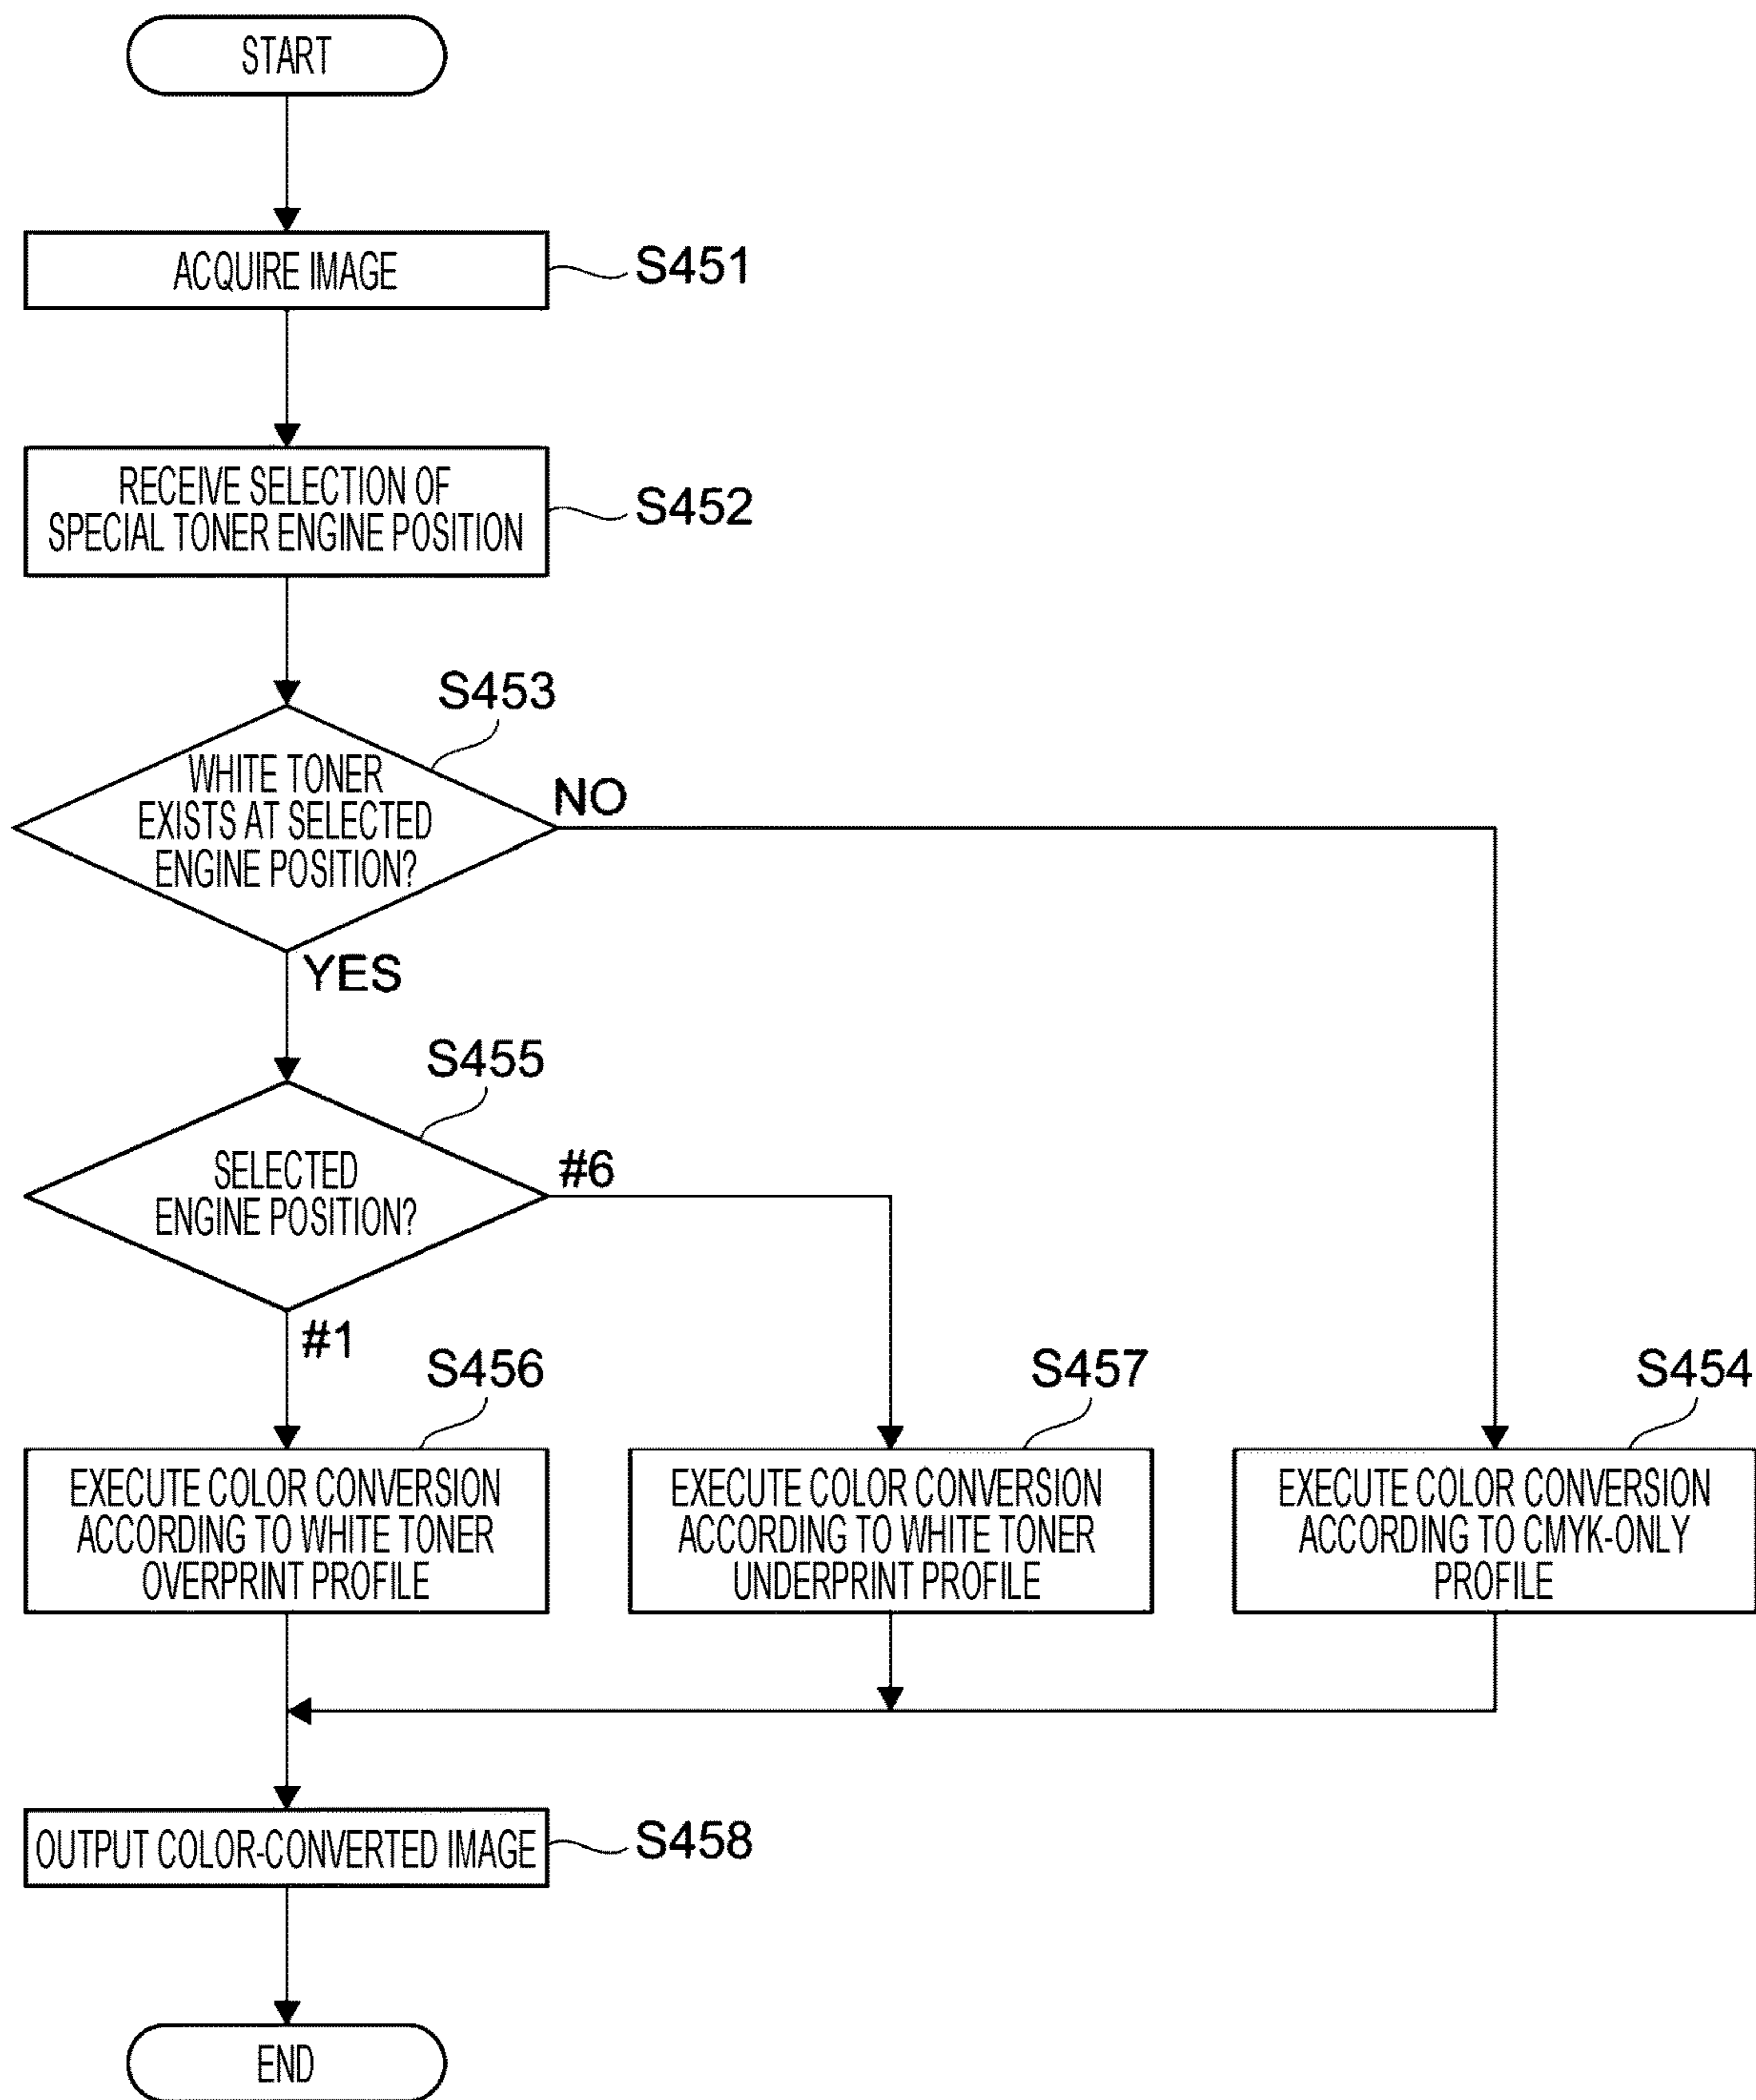 START
ACQUIRE IMAGE
S451
RECEIVE SELECTION OF
SPECIAL TONER ENGINE POSITION
S452
S453
WHITE TONER
EXISTS AT SELECTED
ENGINE POSITION?
NO
YES
S455
SELECTED
ENGINE POSITION?
#6
#1
S456
EXECUTE COLOR CONVERSION
ACCORDING TO WHITE TONER
OVERPRINT PROFILE
S457
EXECUTE COLOR CONVERSION
ACCORDING TO WHITE TONER
UNDERPRINT PROFILE
S454
EXECUTE COLOR CONVERSION
ACCORDING TO CMYK-ONLY
PROFILE
OUTPUT COLOR-CONVERTED IMAGE
S458
END